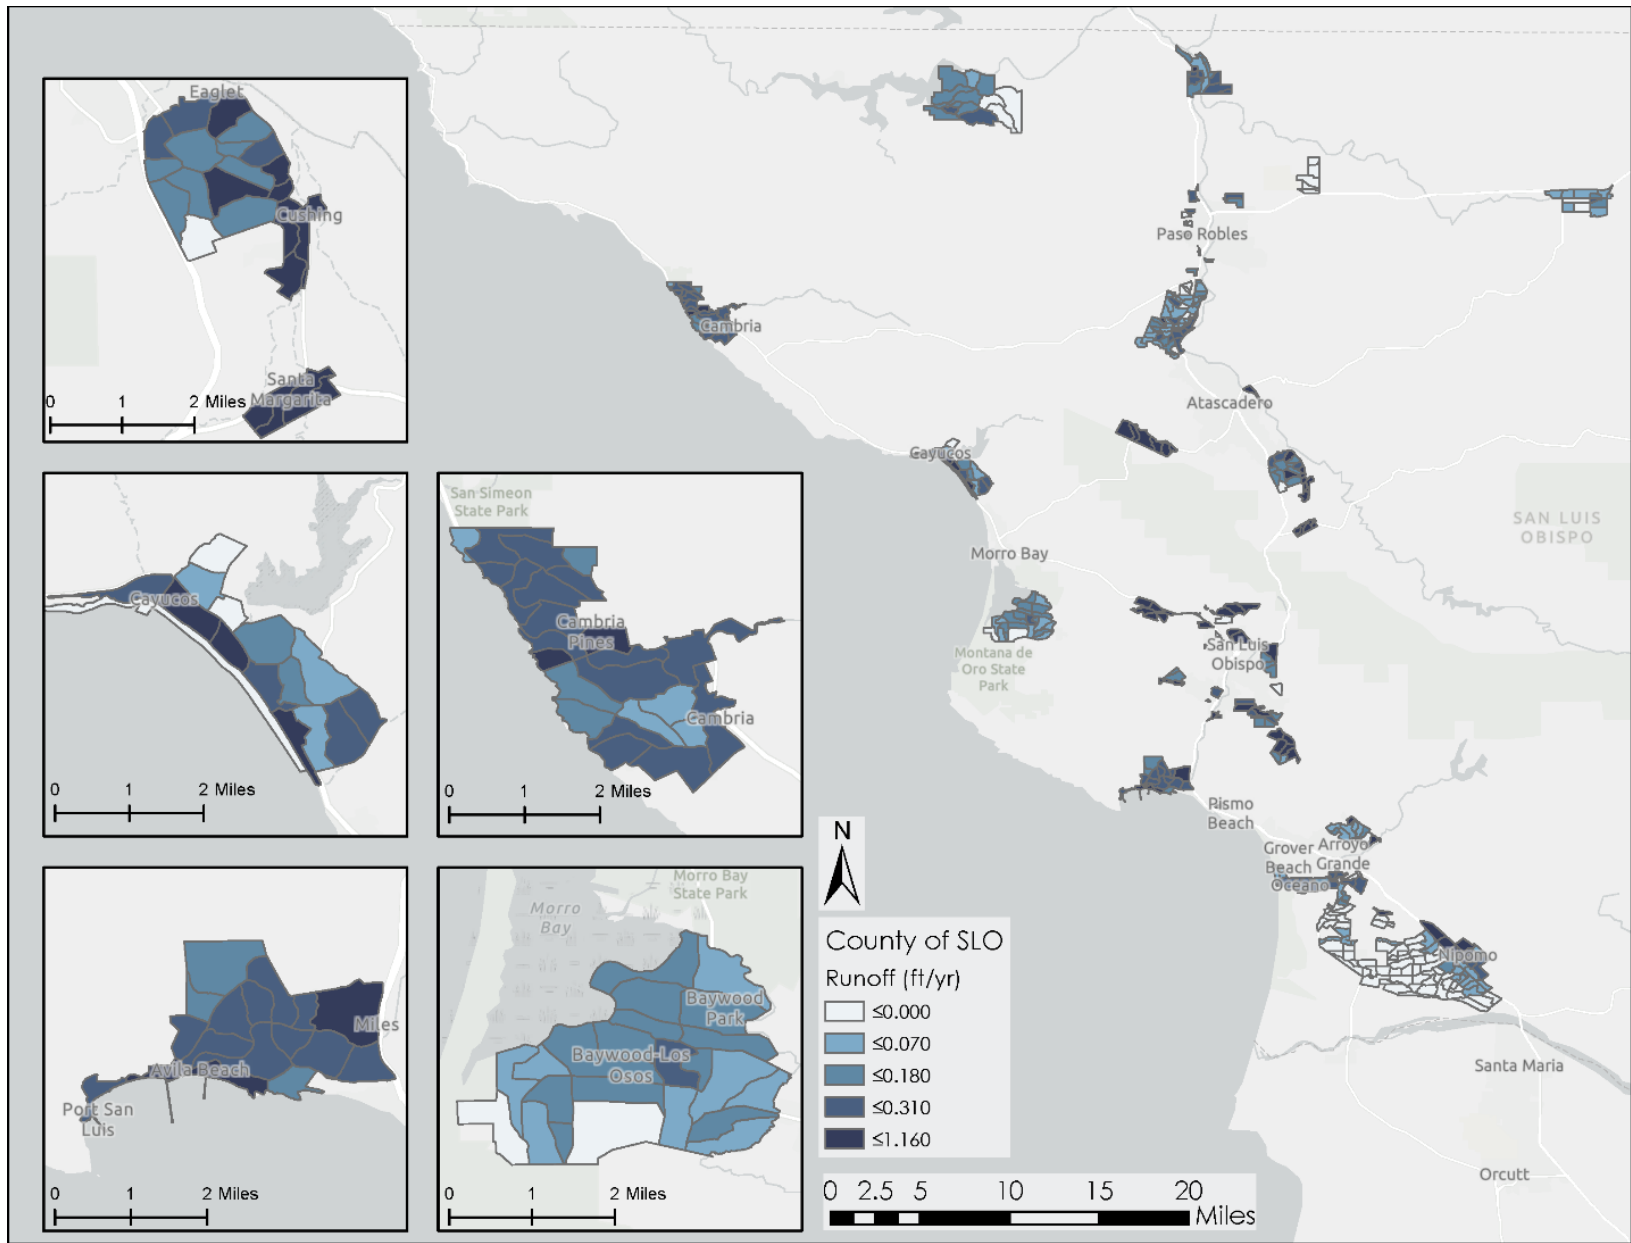 Eaglet
Cushing
Santa
Margarita
0 1 2 Miles
Cayucos
0 1 2 Miles
San Simeon
State Park
Cambria
Pines
Cambria
0 1 2 Miles
Miles
Avila Beach
Port San
Luis
0 1 2 Miles
Morro Bay
State Park
Morro
Bay
Baywood
Park
Baywood-Los
Osos
0 1 2 Miles
Paso Robles
Cambria
Atascadero
Cayucos
SAN LUIS
OBISPO
Morro Bay
Montana de
Oro State
Park
San Luis
Obispo
Pismo
Beach
Grover
Beach
Arroyo
Grande
Oceano
Nipomo
Santa Maria
Orcutt
N
County of SLO
Runoff (ft/yr)
≤0.000
≤0.070
≤0.180
≤0.310
≤1.160
0 2.5 5 10 15 20
Miles